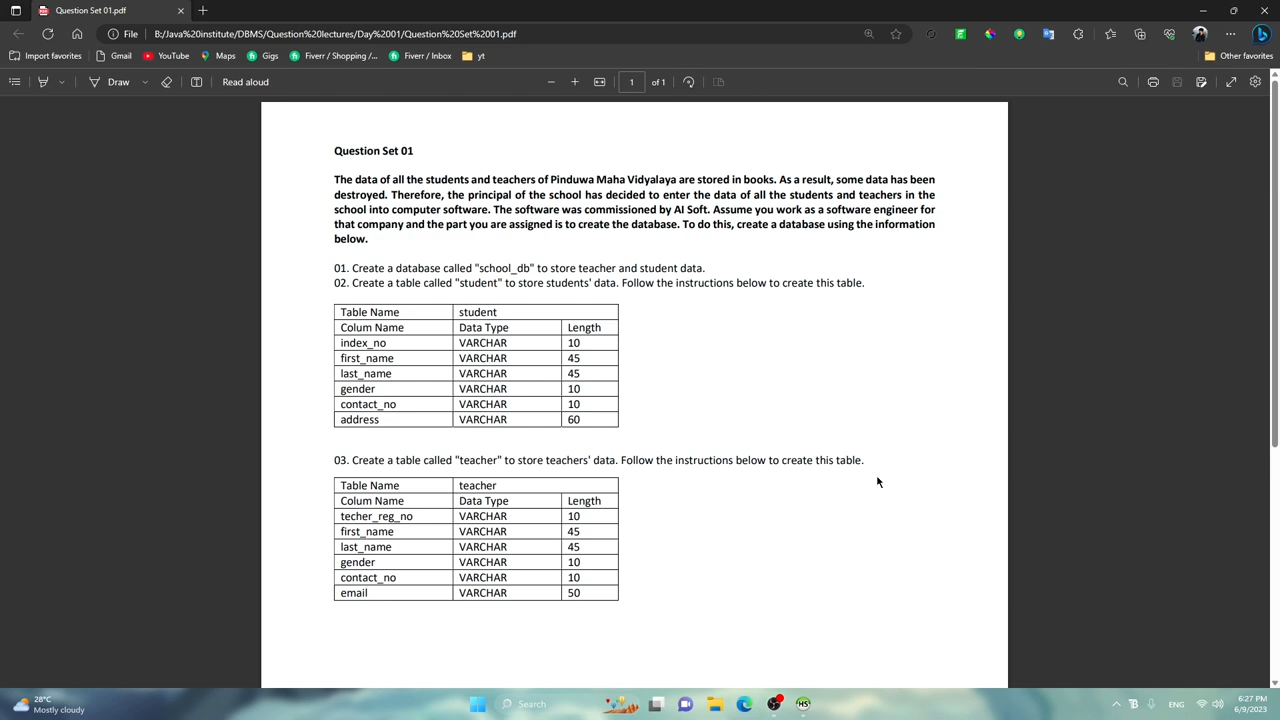 Question Set 01.pdf
File
B:/Java%20institute/DBMS/Question%20lectures/Day%2001/Question%20Set%2001.pdf
Import favorites
Gmail
YouTube
Maps
Gigs
Fiverr / Shopping /...
Fiverr / Inbox
yt
Other favorites
Draw
Read aloud
1
of 1
Question Set 01
The data of all the students and teachers of Pinduwa Maha Vidyalaya are stored in books. As a result, some data has been
destroyed. Therefore, the principal of the school has decided to enter the data of all the students and teachers in the
school into computer software. The software was commissioned by AI Soft. Assume you work as a software engineer for
that company and the part you are assigned is to create the database. To do this, create a database using the information
below.
01. Create a database called "school_db" to store teacher and student data.
02. Create a table called "student" to store students' data. Follow the instructions below to create this table.
Table Name student
Colum Name Data Type Length
index_no VARCHAR 10
first_name VARCHAR 45
last_name VARCHAR 45
gender VARCHAR 10
contact_no VARCHAR 10
address VARCHAR 60
03. Create a table called "teacher" to store teachers' data. Follow the instructions below to create this table.
Table Name teacher
Colum Name Data Type Length
techer_reg_no VARCHAR 10
first_name VARCHAR 45
last_name VARCHAR 45
gender VARCHAR 10
contact_no VARCHAR 10
email VARCHAR 50
28°C
Mostly cloudy
Search
HS
ENG
6:27 PM
6/9/2023